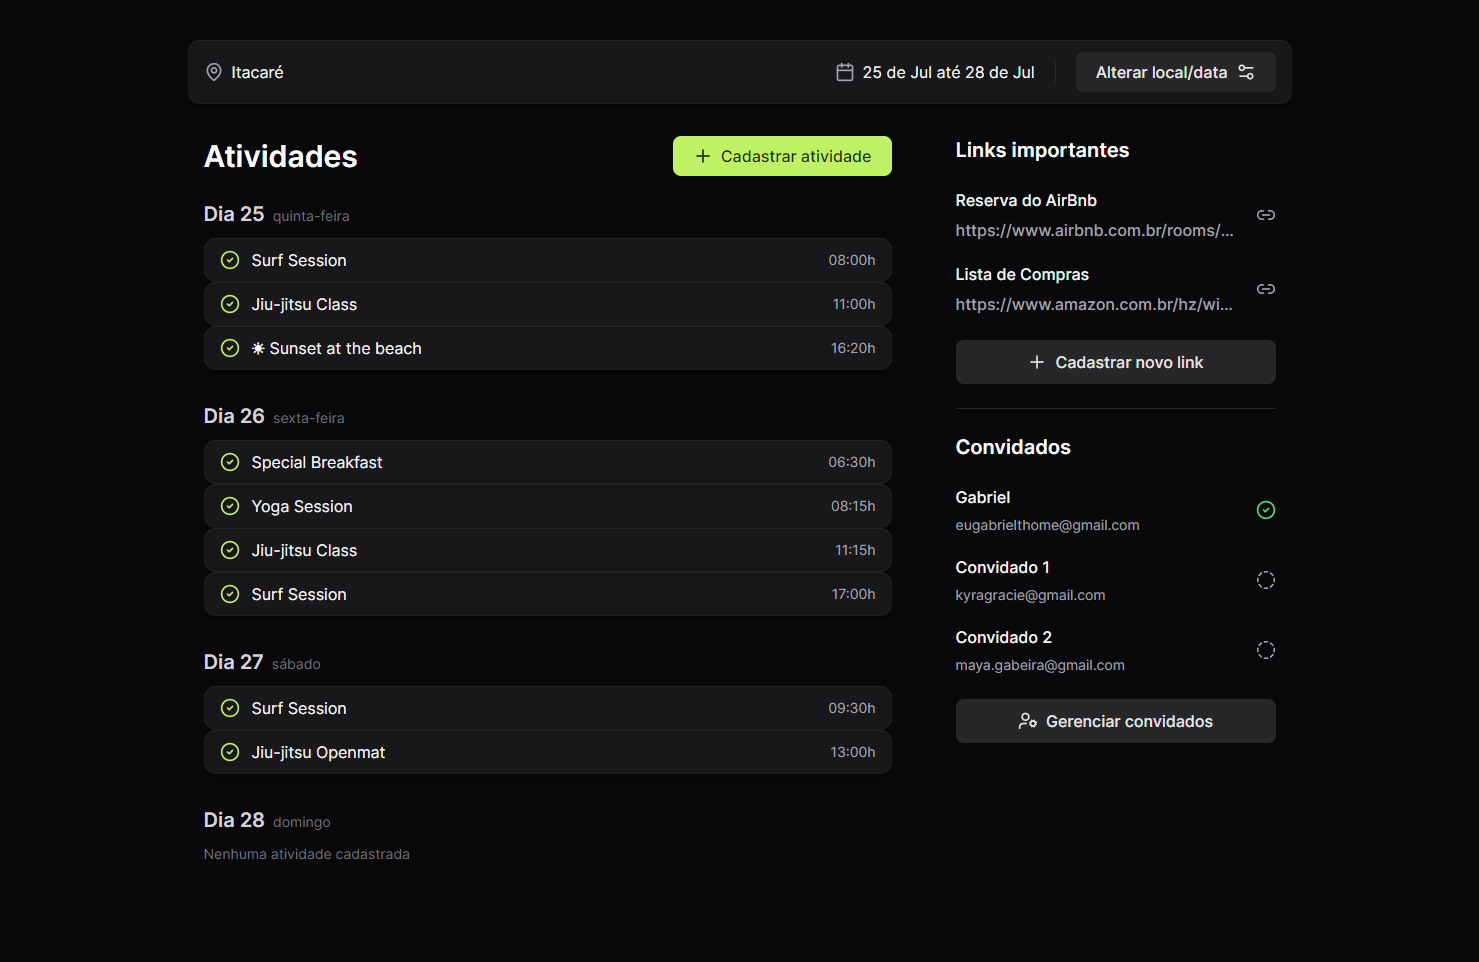 Itacaré
25 de Jul até 28 de Jul
Alterar local/data
Atividades
Cadastrar atividade
Dia 25 quinta-feira
Surf Session 08:00h
Jiu-jitsu Class 11:00h
☀ Sunset at the beach 16:20h
Dia 26 sexta-feira
Special Breakfast 06:30h
Yoga Session 08:15h
Jiu-jitsu Class 11:15h
Surf Session 17:00h
Dia 27 sábado
Surf Session 09:30h
Jiu-jitsu Openmat 13:00h
Dia 28 domingo
Nenhuma atividade cadastrada
Links importantes
Reserva do AirBnb
https://www.airbnb.com.br/rooms/...
Lista de Compras
https://www.amazon.com.br/hz/wi...
Cadastrar novo link
Convidados
Gabriel
eugabrielthome@gmail.com
Convidado 1
kyragracie@gmail.com
Convidado 2
maya.gabeira@gmail.com
Gerenciar convidados